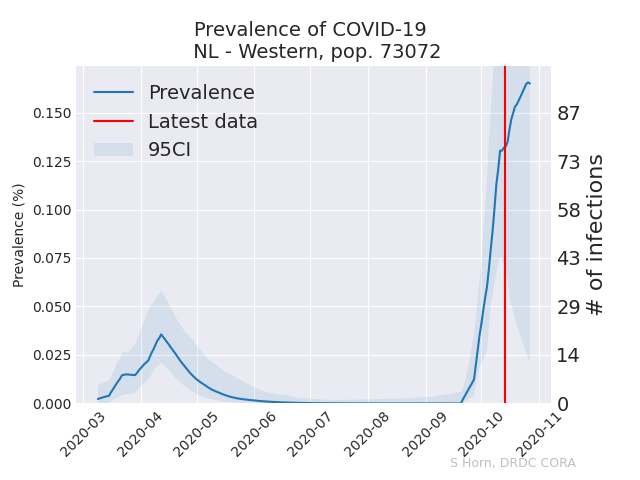 Prevalence of COVID-19
NL - Western, pop. 73072
Prevalence
Latest data
95CI
Prevalence (%)
0.150
0.125
0.100
0.075
0.050
0.025
0.000
87
73
58
43
29
14
0
# of infections
2020-03
2020-04
2020-05
2020-06
2020-07
2020-08
2020-09
2020-10
2020-11
S Horn, DRDC CORA